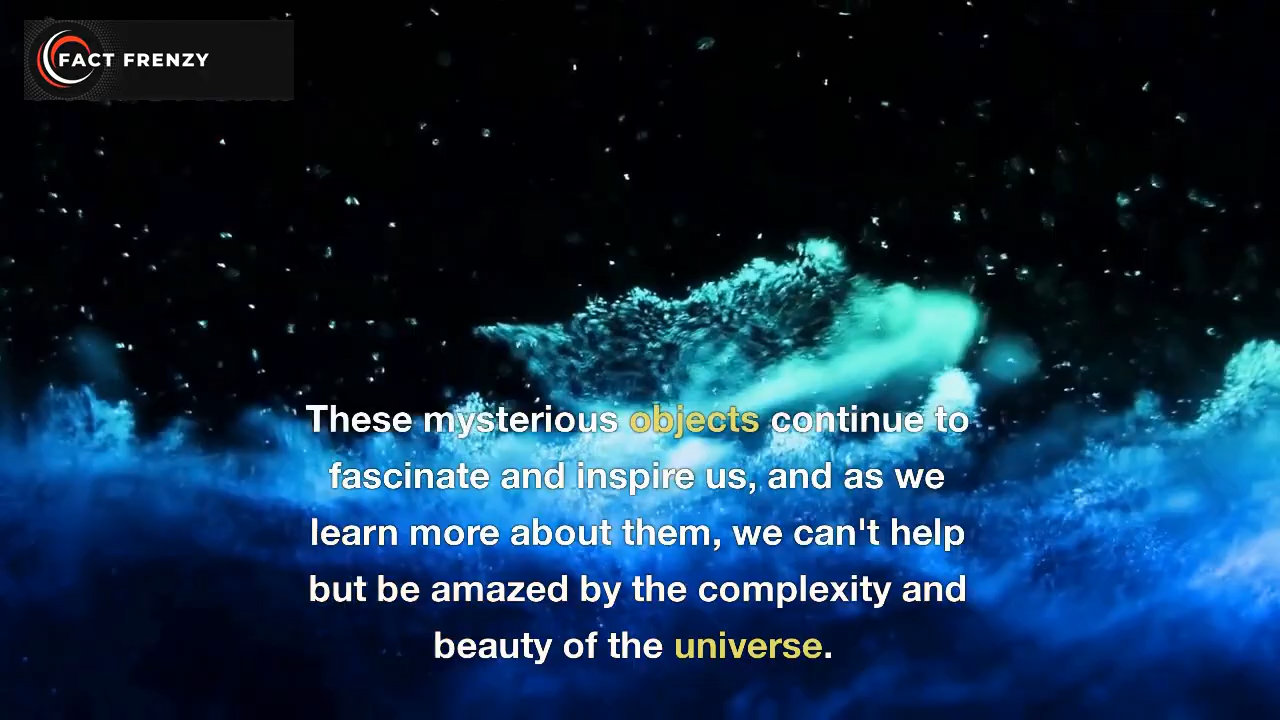 FACT FRENZY
These mysterious objects continue to
fascinate and inspire us, and as we
learn more about them, we can't help
but be amazed by the complexity and
beauty of the universe.